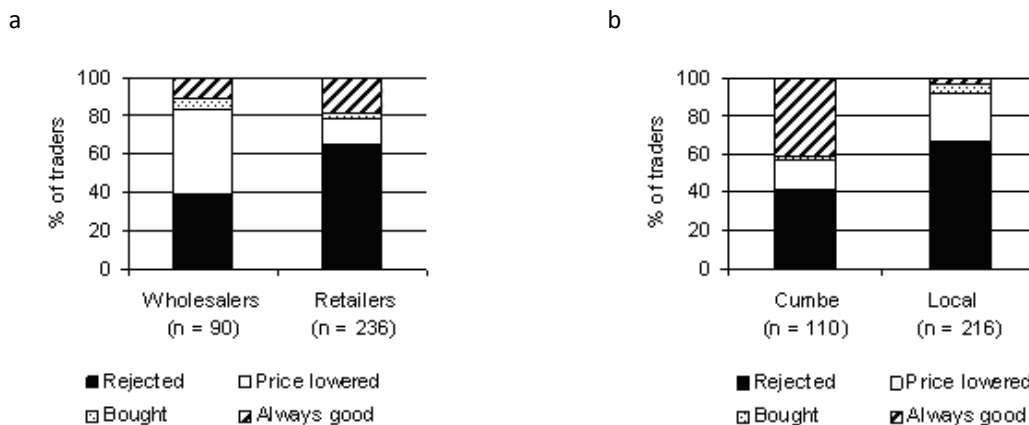 a
100
80
60
40
20
0
% of traders
Wholesalers Retailers
(n = 90) (n = 236)
Rejected Price lowered
Bought Always good
b
100
80
60
40
20
0
% of traders
Cumbe Local
(n = 110) (n = 216)
Rejected Price lowered
Bought Always good